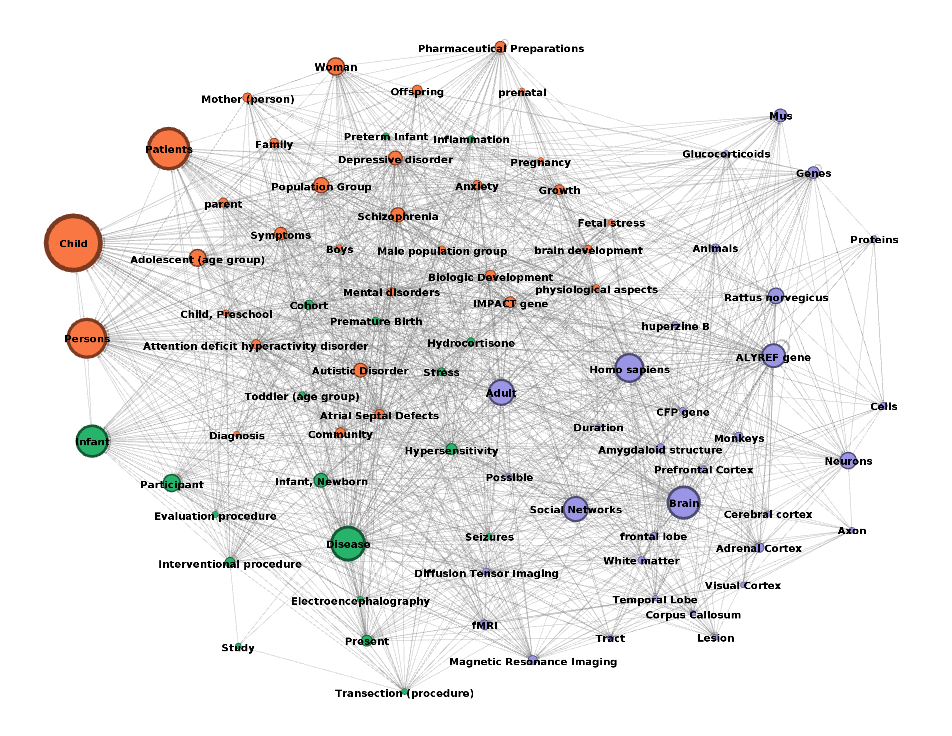 Pharmaceutical Preparations
Woman
Offspring
prenatal
Mother (person)
Mus
Preterm Infant
Inflammation
Family
Patients
Glucocorticoids
Depressive disorder
Pregnancy
Genes
Population Group
Anxiety
Growth
parent
Schizophrenia
Fetal stress
Symptoms
Proteins
Child
Boys
Male population group
brain development
Animals
Adolescent (age group)
Biologic Development
Mental disorders
physiological aspects
Rattus norvegicus
Cohort
IMPACT gene
Child, Preschool
Premature Birth
huperzine B
Persons
Attention deficit hyperactivity disorder
Hydrocortisone
ALYREF gene
Autistic Disorder
Stress
Homo sapiens
Toddler (age group)
Adult
Atrial Septal Defects
CFP gene
Cells
Diagnosis
Community
Duration
Infant
Monkeys
Hypersensitivity
Amygdaloid structure
Neurons
Prefrontal Cortex
Participant
Infant, Newborn
Possible
Brain
Social Networks
Evaluation procedure
Cerebral cortex
Axon
Disease
Seizures
frontal lobe
Adrenal Cortex
Interventional procedure
White matter
Diffusion Tensor Imaging
Visual Cortex
Electroencephalography
Temporal Lobe
Corpus Callosum
fMRI
Present
Tract
Lesion
Study
Magnetic Resonance Imaging
Transection (procedure)